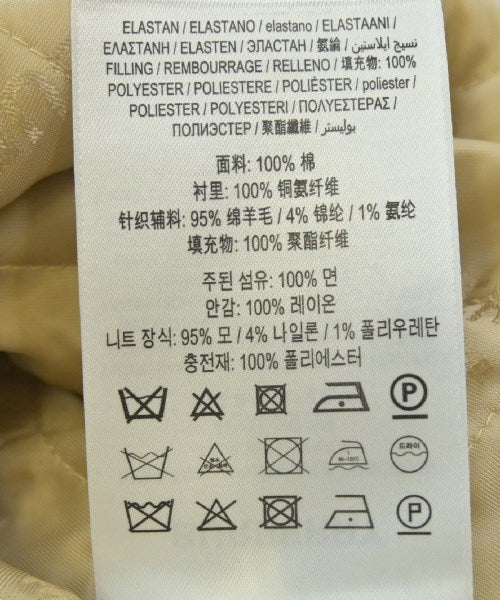 ELASTAN / ELASTANO / elastano / ELASTAANI /
ΕΛΑΣΤΑΝΗ / ELASTEN / ЭЛАСТАН / 氨綸 / نسيج ايلاستين /
FILLING / REMBOURRAGE / RELLENO / 填充物: 100%
POLYESTER / POLIESTERE / POLIÉSTER / poliester /
POLIESTER / POLYESTERI / ΠΟΛΥΕΣΤΕΡΑΣ /
ПОЛИЭСТЕР / 聚酯纖維 / بوليستر
面料: 100% 棉
衬里: 100% 铜氨纤维
针织辅料: 95% 绵羊毛 / 4% 锦纶 / 1% 氨纶
填充物: 100% 聚酯纤维
주된 섬유: 100% 면
안감: 100% 레이온
니트 장식: 95% 모 / 4% 나일론 / 1% 폴리우레탄
충전재: 100% 폴리에스터
P
드라이
P